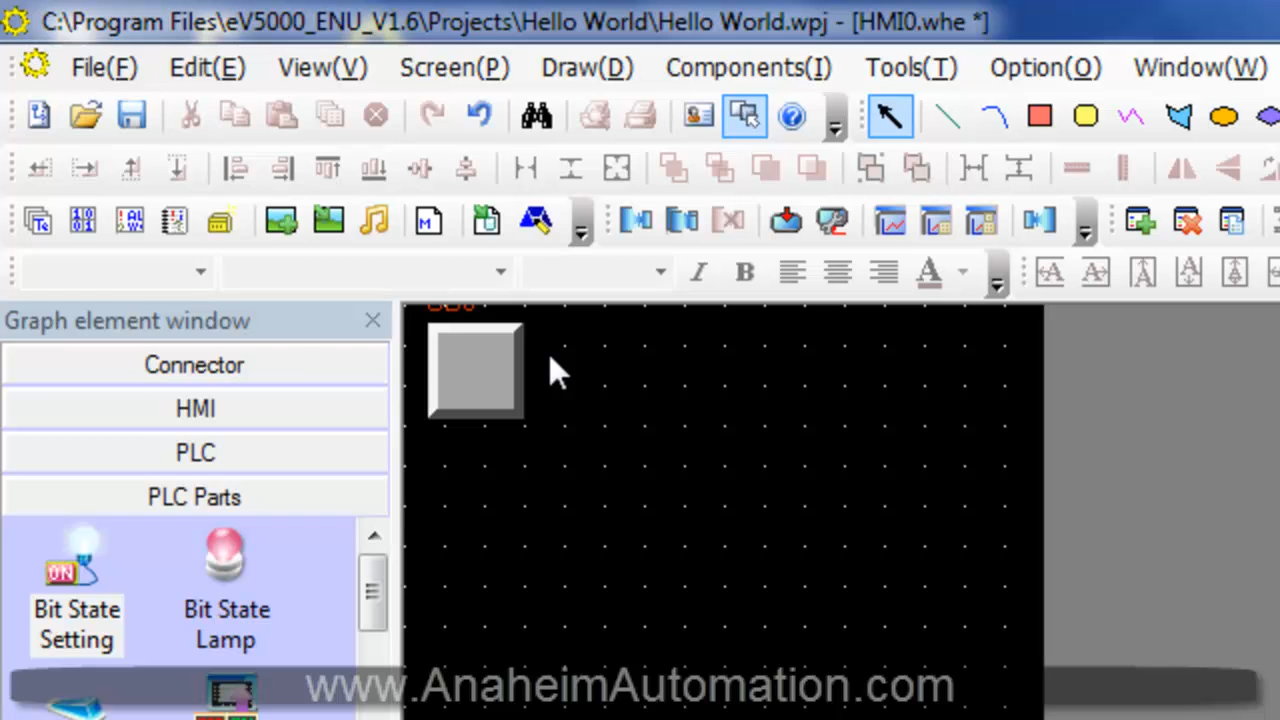 C:\Program Files\eV5000_ENU_V1.6\Projects\Hello World\Hello World.wpj - [HMI0.whe *]
File(F) Edit(E) View(V) Screen(P) Draw(D) Components(I) Tools(T) Option(O) Window(W)
Graph element window
Connector
HMI
PLC
PLC Parts
ON
Bit State Setting
Bit State Lamp
www.AnaheimAutomation.com